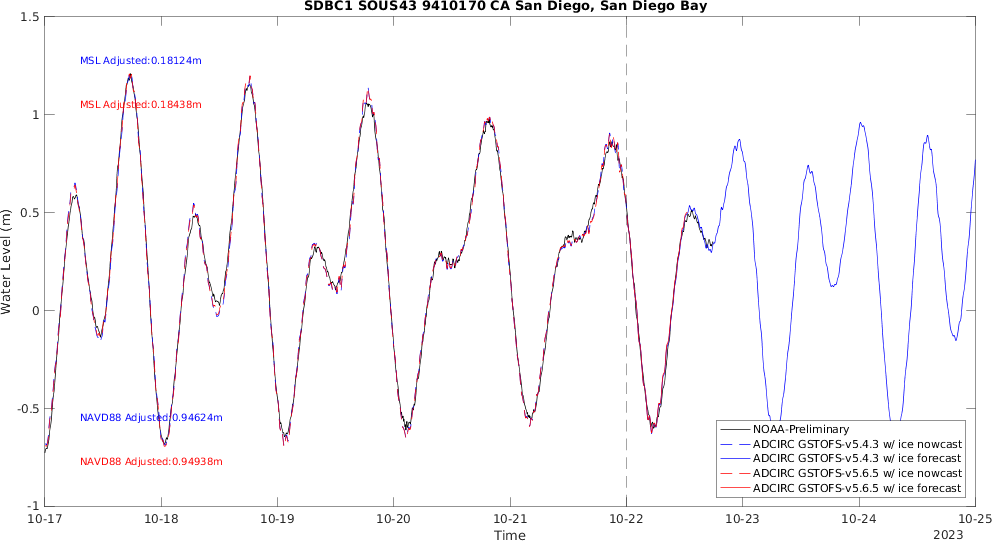 SDBC1 SOUS43 9410170 CA San Diego, San Diego Bay
1.5
1
0.5
0
-0.5
-1
Water Level (m)
MSL Adjusted:0.18124m
MSL Adjusted:0.18438m
NAVD88 Adjusted:0.94624m
NAVD88 Adjusted:0.94938m
NOAA-Preliminary
ADCIRC GSTOFS-v5.4.3 w/ ice nowcast
ADCIRC GSTOFS-v5.4.3 w/ ice forecast
ADCIRC GSTOFS-v5.6.5 w/ ice nowcast
ADCIRC GSTOFS-v5.6.5 w/ ice forecast
10-17 10-18 10-19 10-20 10-21 10-22 10-23 10-24 10-25
Time
2023